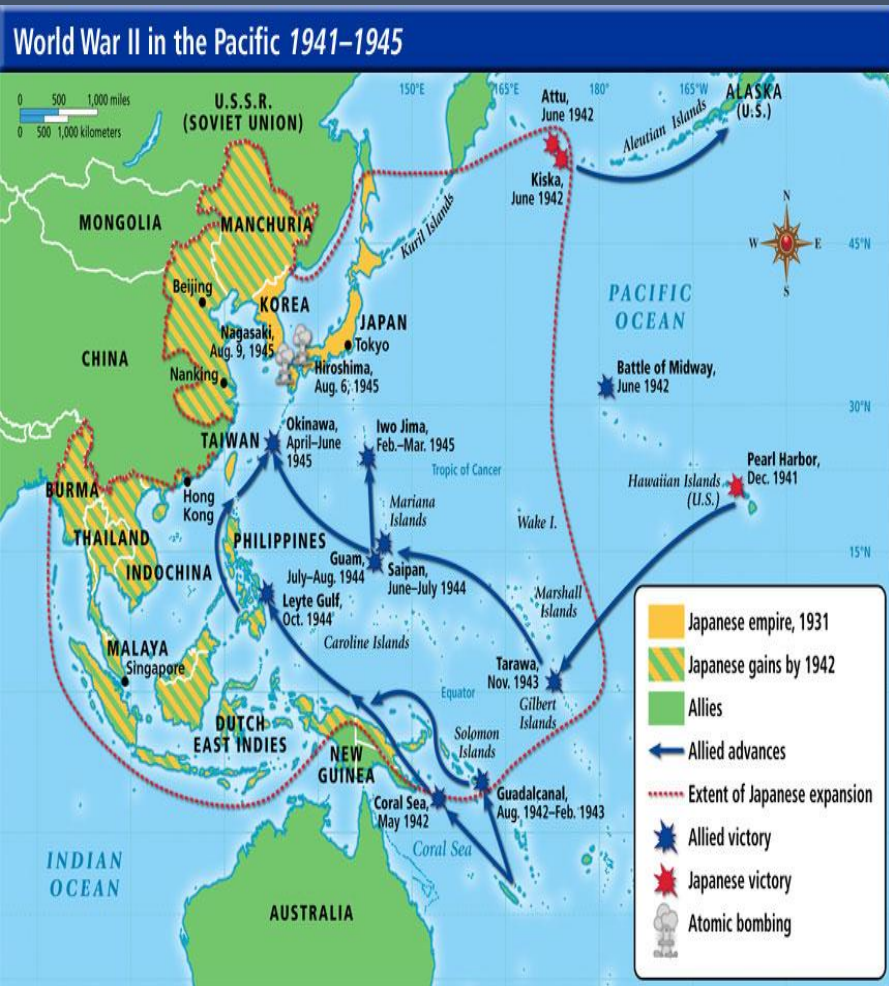 World War II in the Pacific 1941–1945
0 500 1,000 miles
0 500 1,000 kilometers
U.S.S.R.
(SOVIET UNION)
150°E
165°E
180°
165°W
ALASKA
(U.S.)
Attu,
June 1942
Aleutian Islands
Kiska,
June 1942
MONGOLIA
MANCHURIA
Kuril Islands
N
W
E
S
45°N
Beijing
KOREA
PACIFIC
OCEAN
JAPAN
Tokyo
Nagasaki,
Aug. 9, 1945
CHINA
Nanking
Hiroshima,
Aug. 6, 1945
Battle of Midway,
June 1942
30°N
TAIWAN
Okinawa,
April–June
1945
Iwo Jima,
Feb.–Mar. 1945
Tropic of Cancer
Pearl Harbor,
Dec. 1941
Hawaiian Islands
(U.S.)
BURMA
Hong
Kong
Mariana
Islands
Wake I.
THAILAND
PHILIPPINES
15°N
INDOCHINA
Guam,
July–Aug. 1944
Saipan,
June–July 1944
Leyte Gulf,
Oct. 1944
Marshall
Islands
Caroline Islands
MALAYA
Singapore
Tarawa,
Nov. 1943
Equator
Gilbert
Islands
DUTCH
EAST INDIES
Solomon
Islands
NEW
GUINEA
Coral Sea,
May 1942
Guadalcanal,
Aug. 1942–Feb. 1943
Coral Sea
INDIAN
OCEAN
AUSTRALIA
Japanese empire, 1931
Japanese gains by 1942
Allies
Allied advances
Extent of Japanese expansion
Allied victory
Japanese victory
Atomic bombing